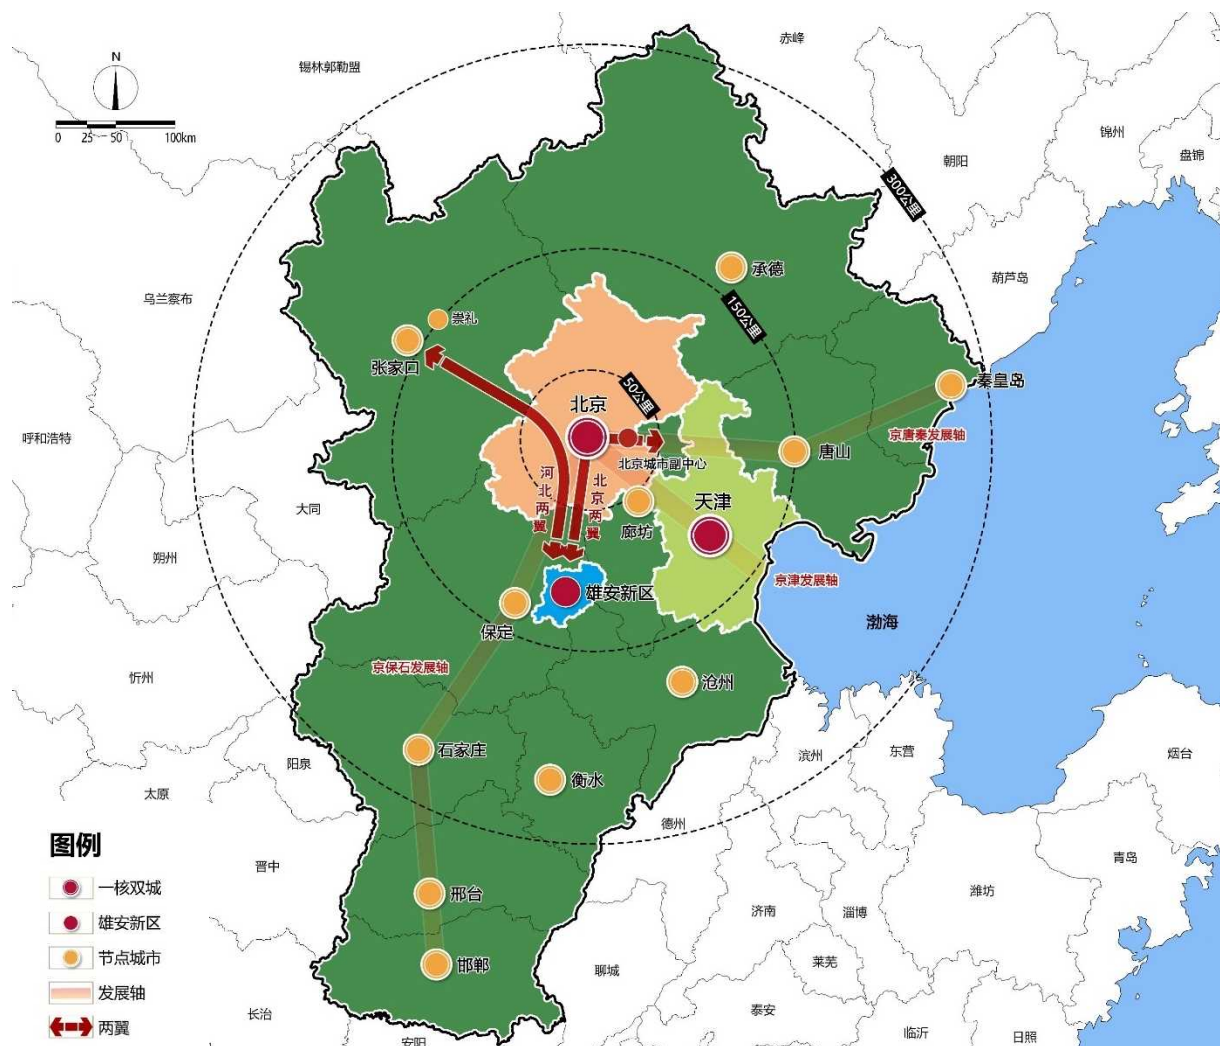 赤峰
锡林郭勒盟
N
0 25 50 100km
锦州
盘锦
朝阳
300公里
葫芦岛
承德
乌兰察布
150公里
崇礼
张家口
秦皇岛
50公里
北京
呼和浩特
京唐秦发展轴
唐山
北京城市副中心
河北两翼
北京两翼
大同
天津
廊坊
朔州
京津发展轴
雄安新区
渤海
保定
京保石发展轴
忻州
沧州
石家庄
滨州
东营
烟台
阳泉
衡水
太原
德州
图例
青岛
晋中
一核双城
邢台
潍坊
济南
淄博
雄安新区
节点城市
邯郸
聊城
莱芜
发展轴
长治
泰安
两翼
安阳
临沂
日照